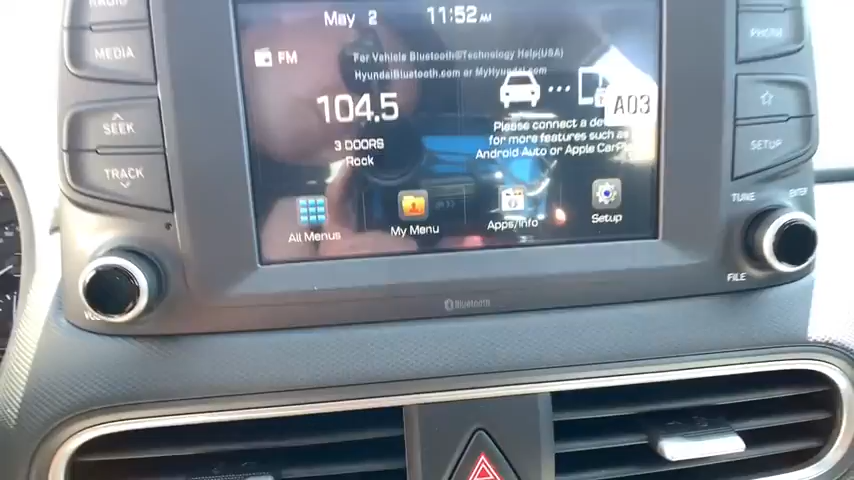 RADIO
May 2 11:52 AM
PHONE
MEDIA
FM
For Vehicle Bluetooth®Technology Help(USA)
HyundaiBluetooth.com or MyHyundai.com
104.5
A03
SEEK
Please connect a
3 DOORS
for more features such as
Rock
Android Auto or Apple CarPlay
SETUP
TRACK
TUNE
ENTER
All Menus
My Menu
Apps/Info
Setup
FILE
Bluetooth